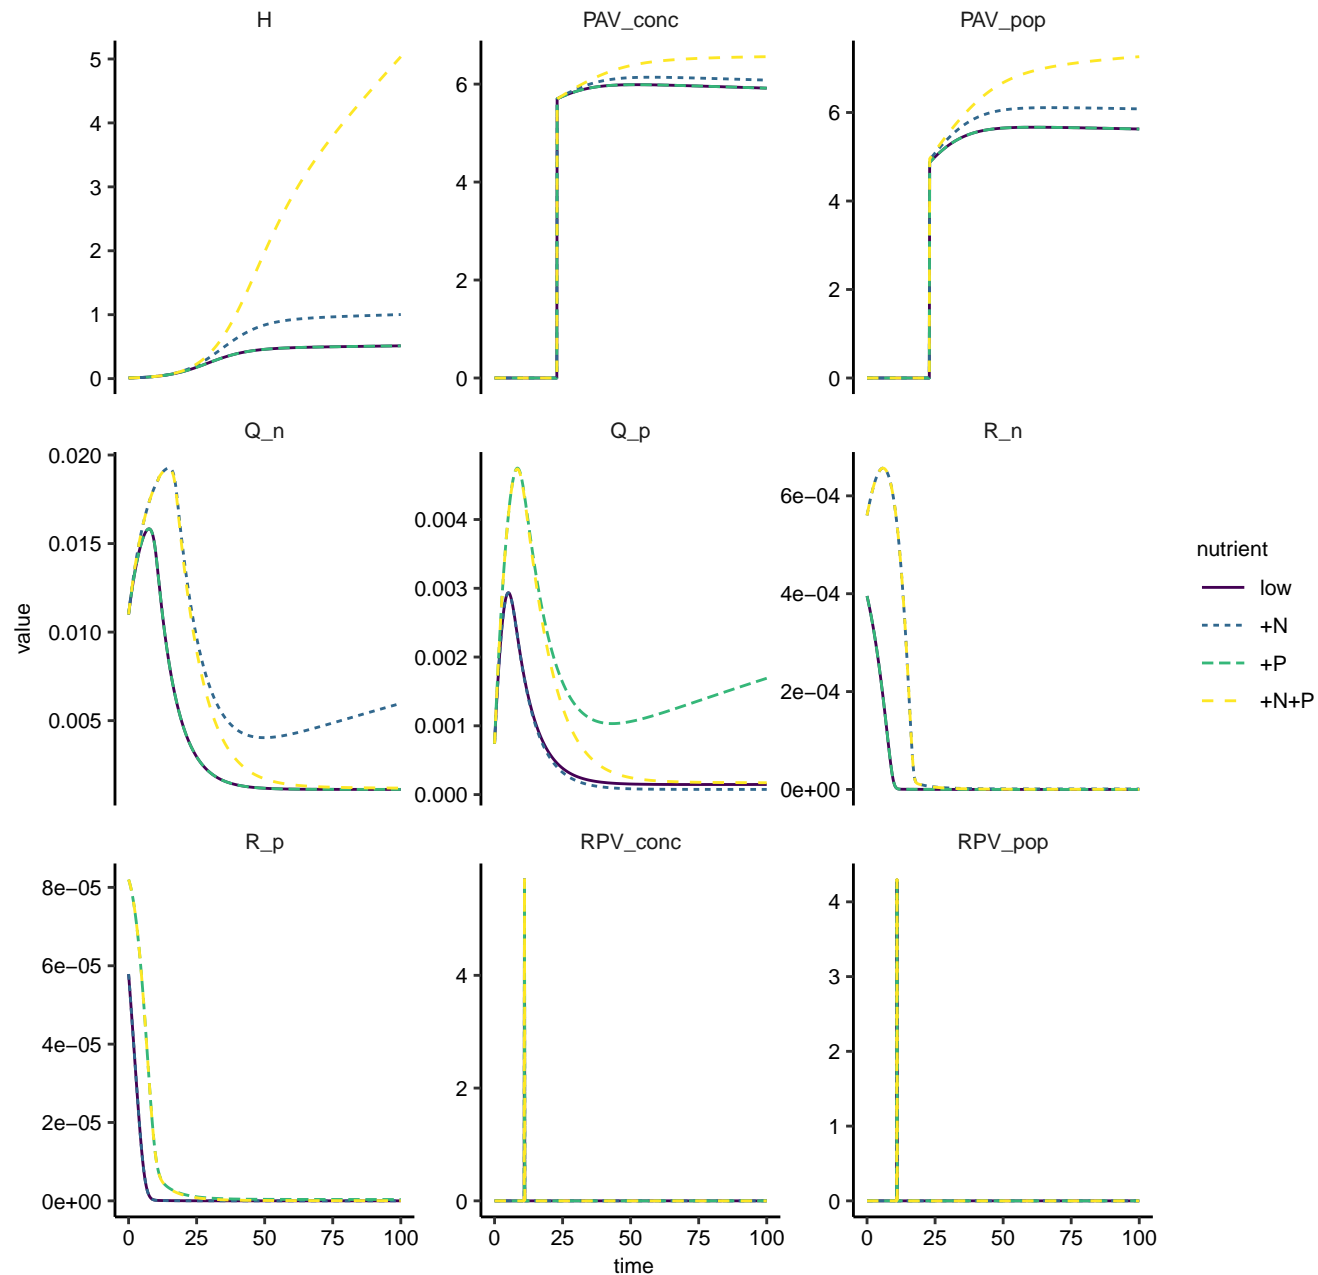 H
PAV_conc
PAV_pop
5
4
3
2
1
0
6
4
2
0
6
4
2
0
Q_n
Q_p
R_n
0.020
0.015
0.010
0.005
0.004
0.003
0.002
0.001
0.000
6e−04
4e−04
2e−04
0e+00
R_p
RPV_conc
RPV_pop
8e−05
6e−05
4e−05
2e−05
0e+00
4
2
0
4
3
2
1
0
0 25 50 75 100
0 25 50 75 100
0 25 50 75 100
time
value
nutrient
low
+N
+P
+N+P